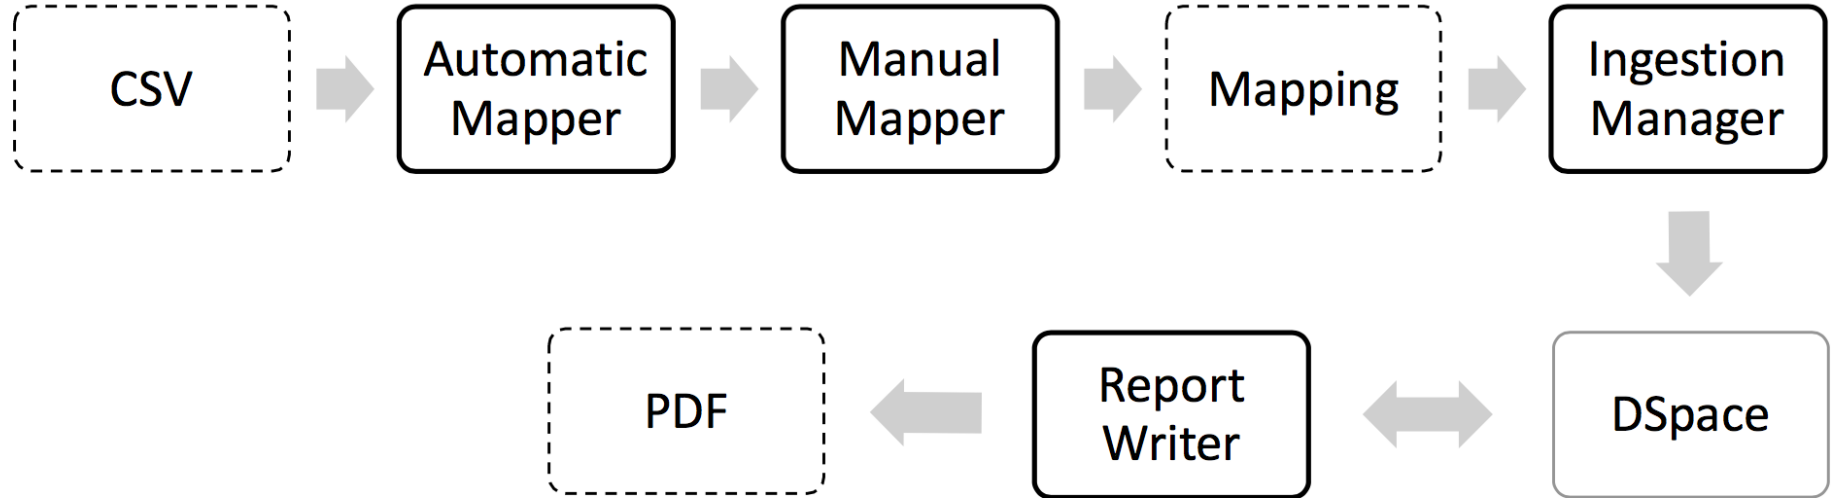 CSV
Automatic
Mapper
Manual
Mapper
Mapping
Ingestion
Manager
PDF
Report
Writer
DSpace